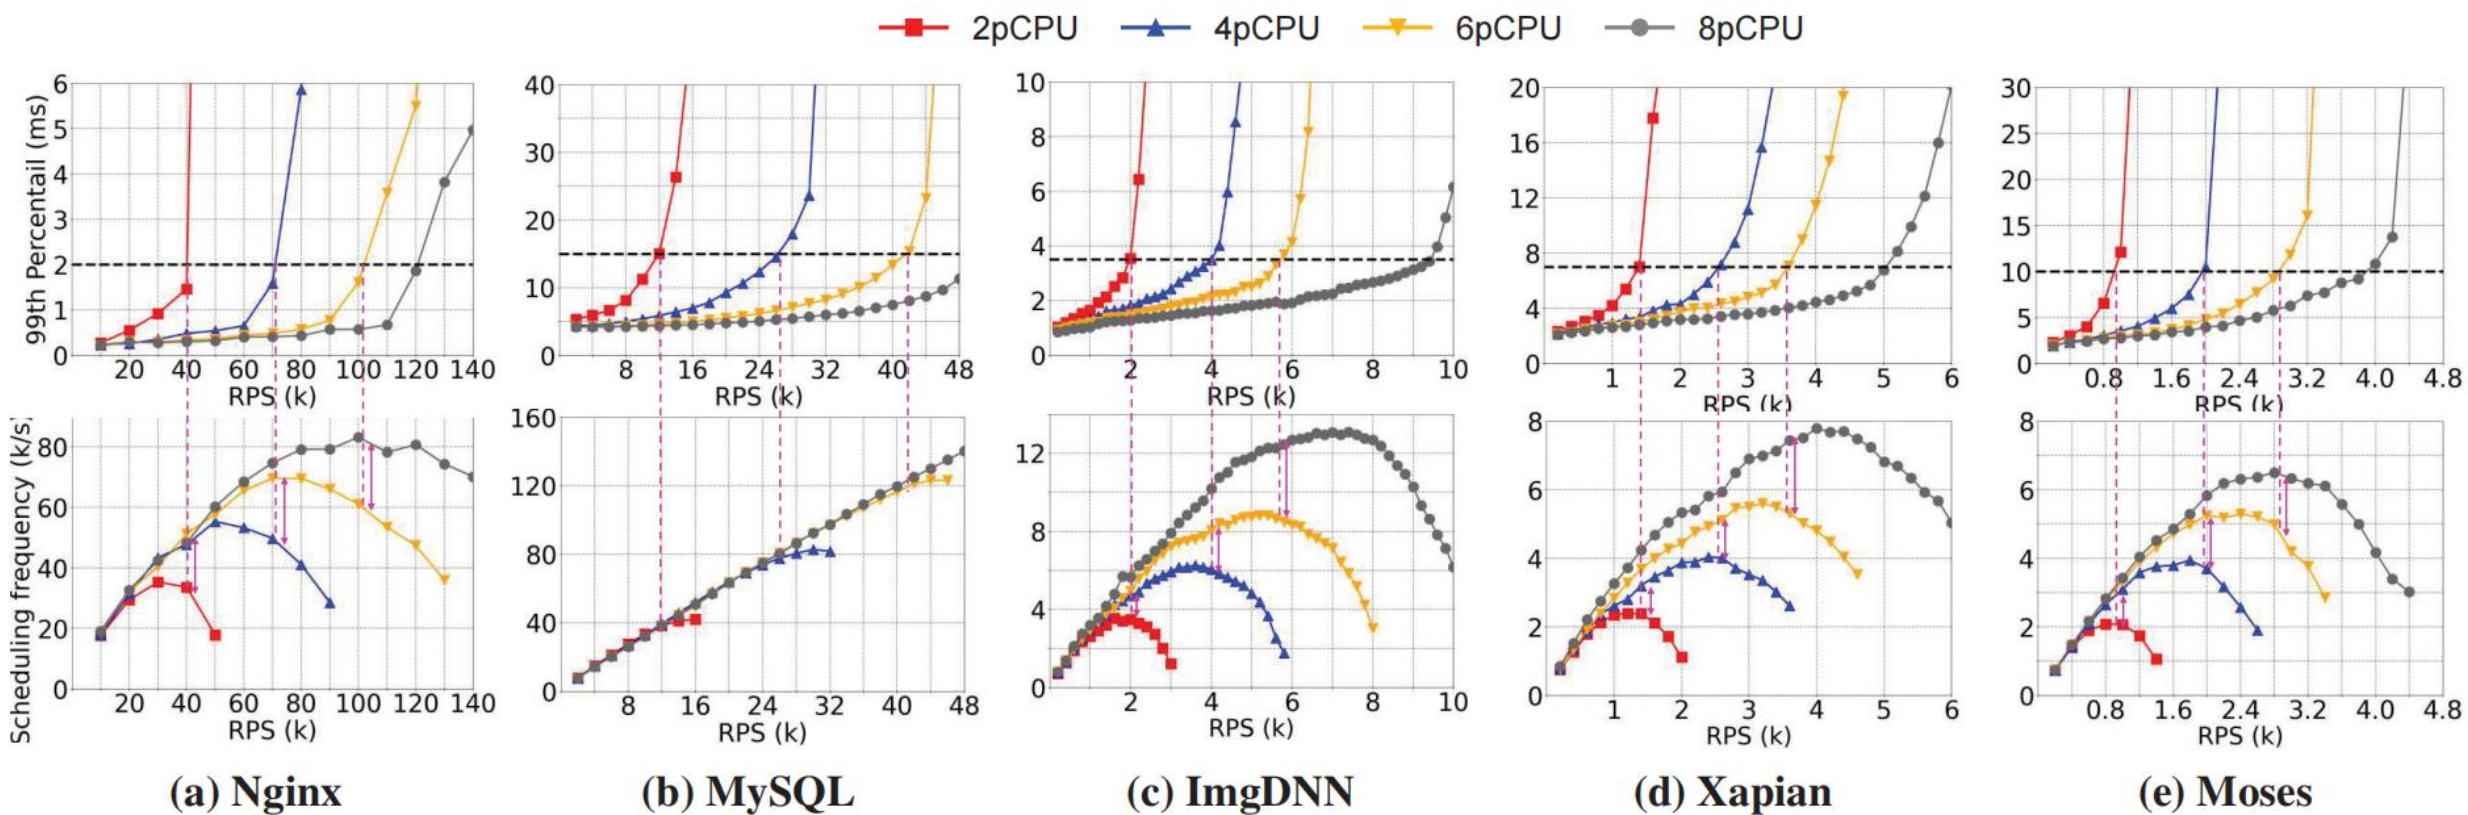 2pCPU 4pCPU 6pCPU 8pCPU
99th Percentail (ms)
6
5
4
3
2
1
0
20 40 60 80 100 120 140
RPS (k)
40
30
20
10
0
8 16 24 32 40 48
RPS (k)
10
8
6
4
2
0
2 4 6 8 10
RPS (k)
20
16
12
8
4
0
1 2 3 4 5 6
RPS (k)
30
25
20
15
10
5
0
0.8 1.6 2.4 3.2 4.0 4.8
RPS (k)
Scheduling frequency (k/s)
80
60
40
20
0
20 40 60 80 100 120 140
RPS (k)
160
120
80
40
0
8 16 24 32 40 48
RPS (k)
12
8
4
0
2 4 6 8 10
RPS (k)
8
6
4
2
0
1 2 3 4 5 6
RPS (k)
8
6
4
2
0
0.8 1.6 2.4 3.2 4.0 4.8
RPS (k)
(a) Nginx
(b) MySQL
(c) ImgDNN
(d) Xapian
(e) Moses